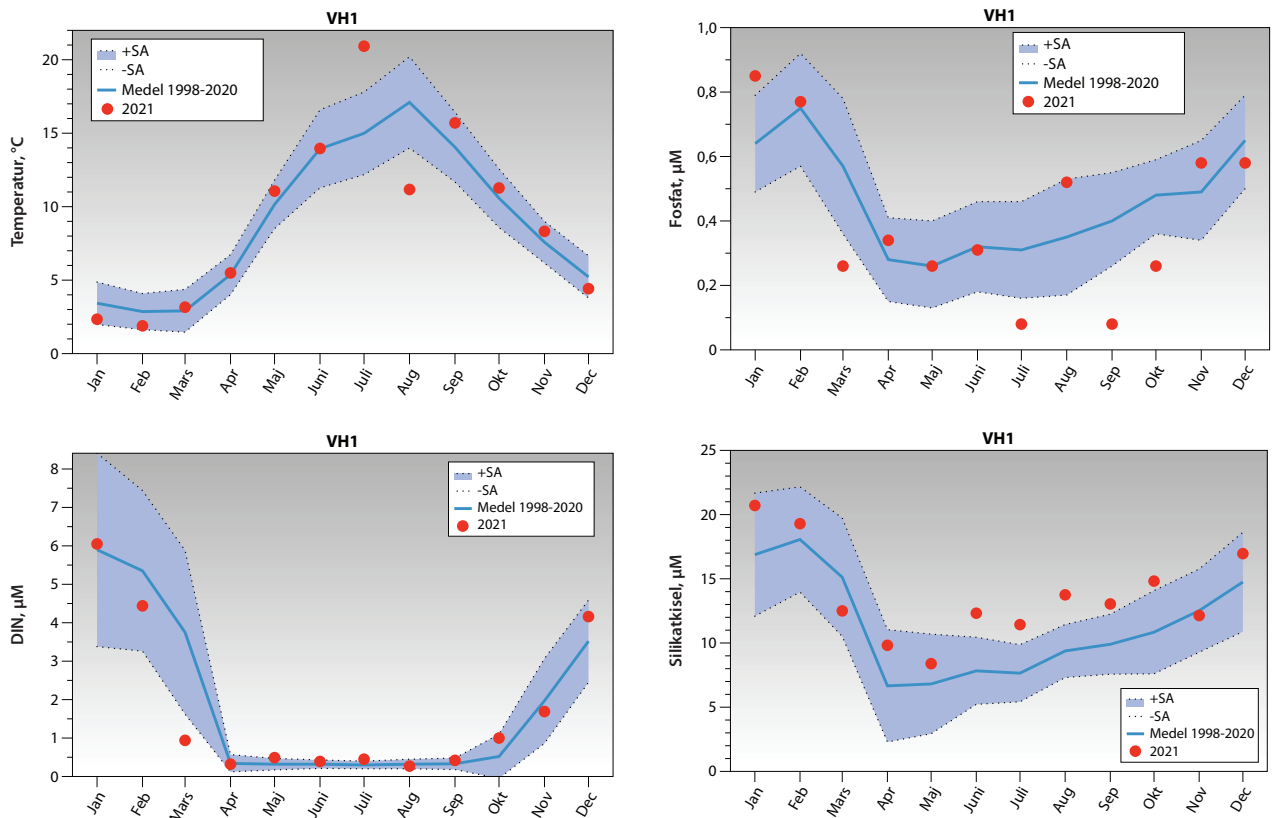 VH1
Temperatur, °C
20
15
10
5
0
+SA
-SA
Medel 1998-2020
2021
Jan
Feb
Mars
Apr
Maj
Juni
Juli
Aug
Sep
Okt
Nov
Dec
VH1
Fosfat, µM
1,0
0,8
0,6
0,4
0,2
0
+SA
-SA
Medel 1998-2020
2021
Jan
Feb
Mars
Apr
Maj
Juni
Juli
Aug
Sep
Okt
Nov
Dec
VH1
DIN, µM
8
7
6
5
4
3
2
1
0
+SA
-SA
Medel 1998-2020
2021
Jan
Feb
Mars
Apr
Maj
Juni
Juli
Aug
Sep
Okt
Nov
Dec
VH1
Silikatkisel, µM
25
20
15
10
5
0
+SA
-SA
Medel 1998-2020
2021
Jan
Feb
Mars
Apr
Maj
Juni
Juli
Aug
Sep
Okt
Nov
Dec